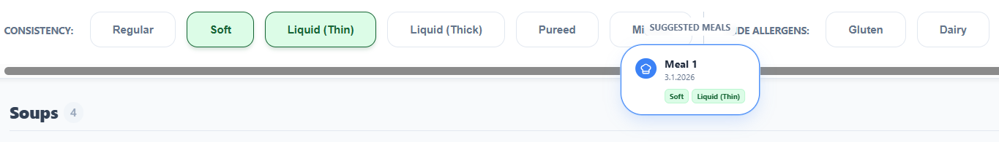 CONSISTENCY: Regular Soft Liquid (Thin) Liquid (Thick) Pureed SUGGESTED MEALS ALLERGENS: Gluten Dairy
Meal 1
3.1.2026
Soft Liquid (Thin)
Soups 4